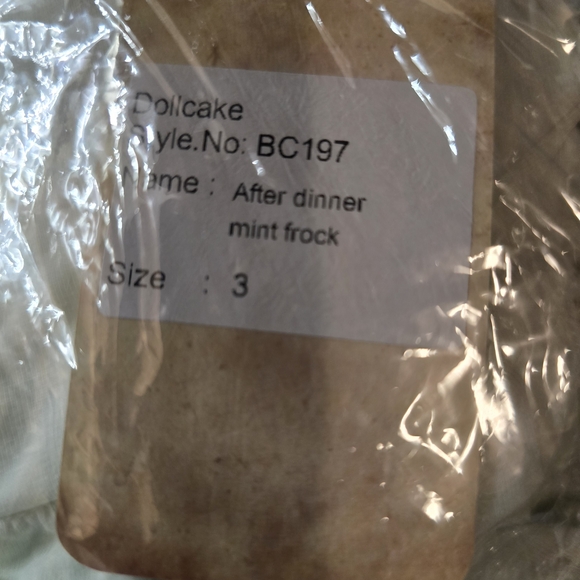 Dollcake
Style.No: BC197
Name : After dinner
mint frock
Size : 3